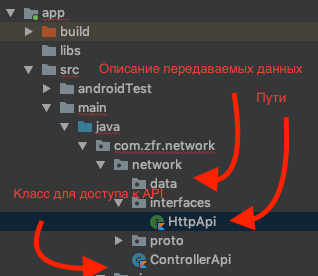 app
build
libs
src
Описание передаваемых данных
androidTest
main
Пути
java
com.zfr.network
network
data
Класс для доступа к API
interfaces
HttpApi
proto
ControllerApi